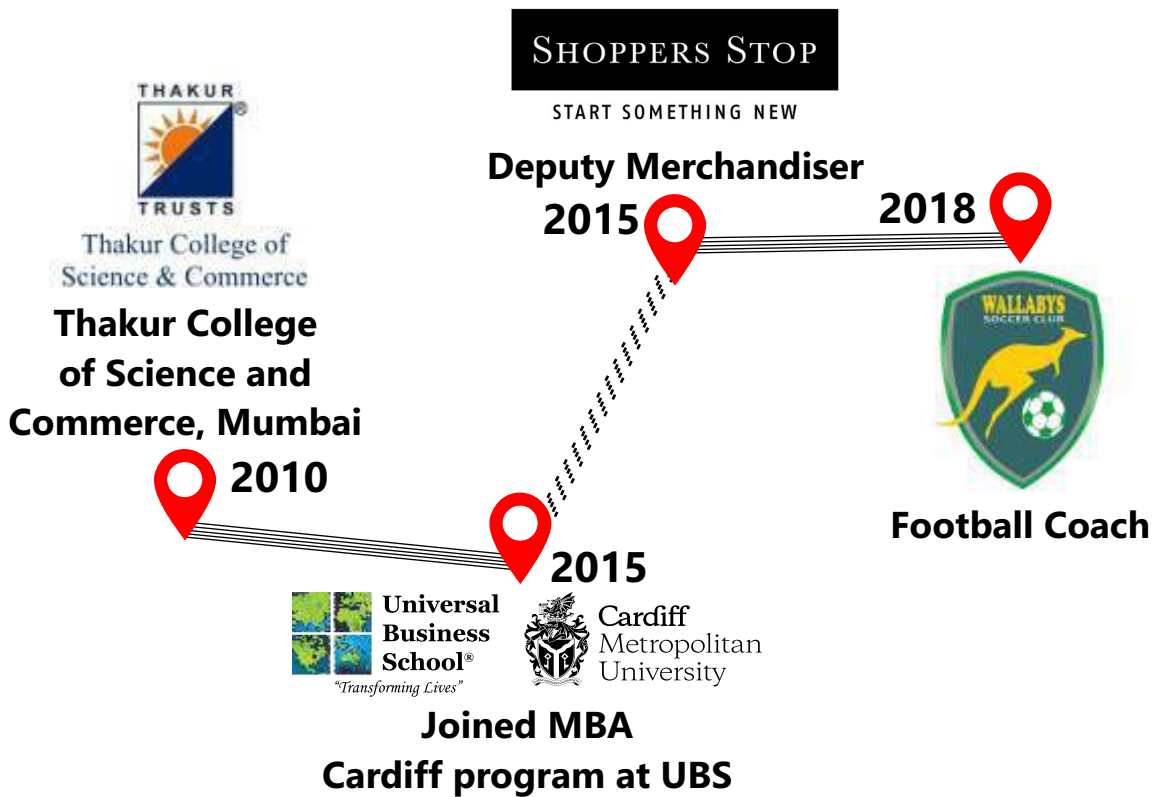 SHOPPERS STOP
START SOMETHING NEW
Deputy Merchandiser
2015
2018
THAKUR
®
TRUSTS
Thakur College of
Science & Commerce
Thakur College
of Science and
Commerce, Mumbai
2010
WALLABYS
SOCCER CLUB
Football Coach
2015
Universal
Business
School®
"Transforming Lives"
Cardiff
Metropolitan
University
Joined MBA
Cardiff program at UBS